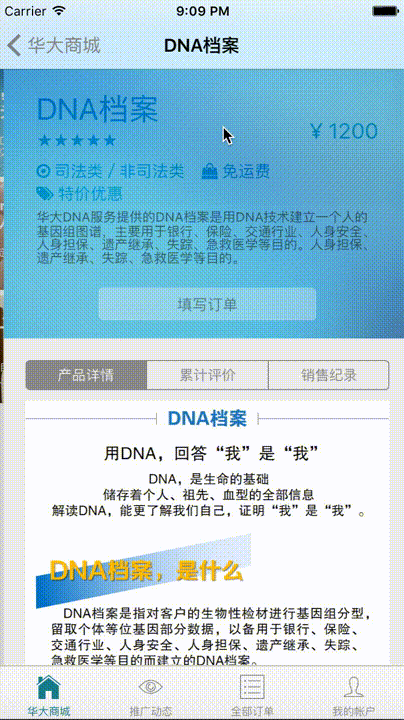 Carrier 9:09 PM
华大商城 DNA档案
DNA档案
★★★★★
¥ 1200
司法类 / 非司法类 免运费
特价优惠
华大DNA服务提供的DNA档案是用DNA技术建立一个人的
基因组图谱，主要用于银行、保险、交通行业、人身安全、
人身担保、遗产继承、失踪、急救医学等目的。人身担保、
遗产继承、失踪、急救医学等目的。
填写订单
产品详情 累计评价 销售纪录
DNA档案
用DNA，回答“我”是“我”
DNA，是生命的基础
储存着个人、祖先、血型的全部信息
解读DNA，能更了解我们自己，证明“我”是“我”。
DNA档案，是什么
DNA档案是指对客户的生物性检材进行基因组分型，
留取个体等位基因部分数据，以备用于银行、保险、
交通行业、人身安全、人身担保、遗产继承、失踪、
急救医学等目的而建立的DNA档案。
华大商城 推广动态 全部订单 我的帐户